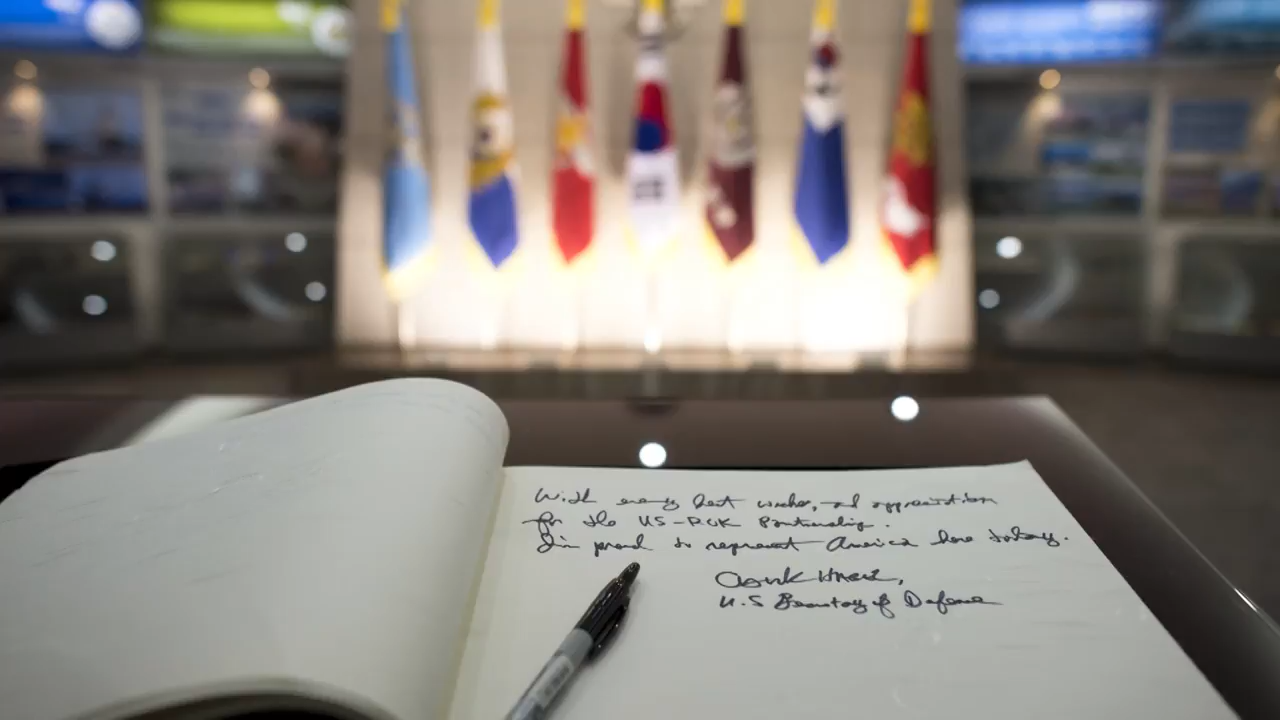 With every best wishes, and appreciation
for the US-ROK Partnership.
I'm proud to represent America here today.
U.S Secretary of Defense